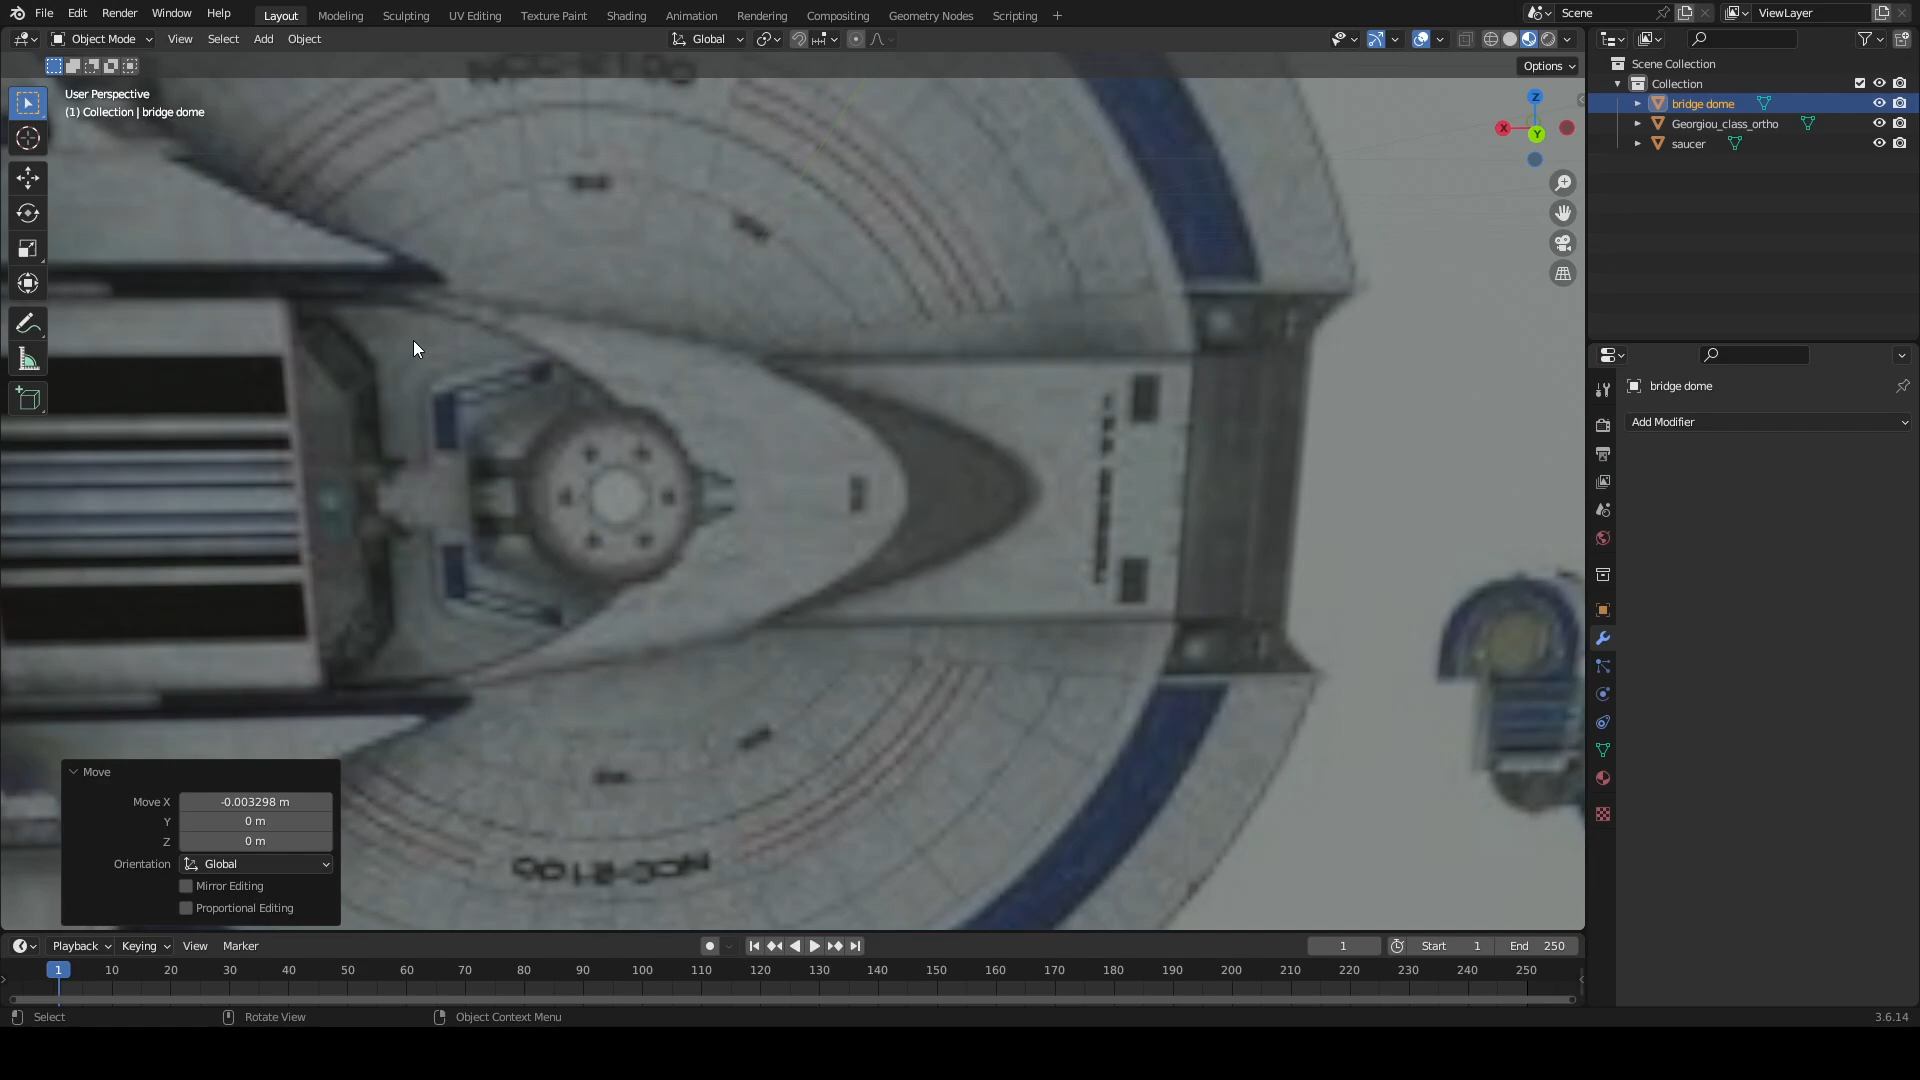 File Edit Render Window Help Layout Modeling Sculpting UV Editing Texture Paint Shading Animation Rendering Compositing Geometry Nodes Scripting + Scene ViewLayer
Object Mode View Select Add Object Global
Options
User Perspective
(1) Collection | bridge dome
Z
X
Y
Scene Collection
Collection
bridge dome
Georgiou_class_ortho
saucer
bridge dome
Add Modifier
Move
Move X -0.003298 m
Y 0 m
Z 0 m
Orientation Global
Mirror Editing
Proportional Editing
Playback Keying View Marker 1 Start 1 End 250
1 10 20 30 40 50 60 70 80 90 100 110 120 130 140 150 160 170 180 190 200 210 220 230 240 250
Select Rotate View Object Context Menu 3.6.14